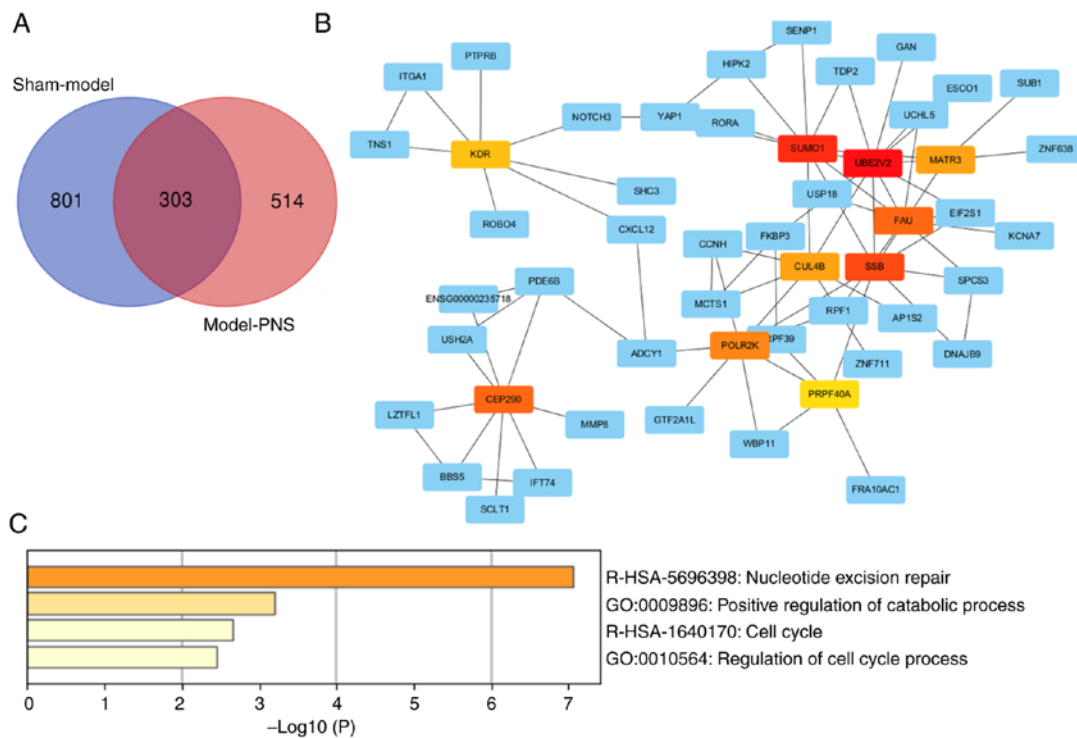 A
Sham-model
801
303
514
Model-PNS
B
SENP1
PTPRB
GAN
HIPK2
TDP2
ITGA1
SUB1
ESCO1
NOTCH3
YAP1
RORA
UCHL5
TNS1
KDR
SUMO1
UBE2V2
MATR3
ZNF638
SHC3
USP18
ROBO4
CXCL12
FKBP3
FAU
EIF2S1
KCNA7
CCNH
CUL4B
SSB
SPCS3
PDE6B
ENSG00000235718
MCTS1
RPF1
AP1S2
USH2A
ADCY1
POLR2K
RPF39
ZNF711
DNAJB9
CEP290
PRPF40A
LZTFL1
MMP8
GTF2A1L
WBP11
BBS5
IFT74
FRA10AC1
SCLT1
C
R-HSA-5696398: Nucleotide excision repair
GO:0009896: Positive regulation of catabolic process
R-HSA-1640170: Cell cycle
GO:0010564: Regulation of cell cycle process
0 1 2 3 4 5 6 7
–Log10 (P)